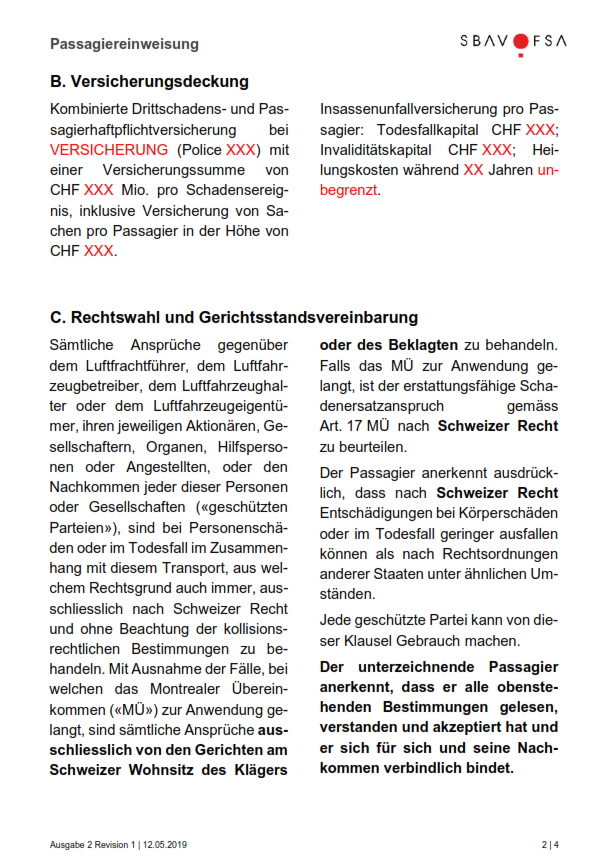 Passagiereinweisung
SBAV FSA
B. Versicherungsdeckung
Kombinierte Drittschadens- und Pas-
sagierhaftpflichtversicherung bei
VERSICHERUNG (Police XXX) mit
einer Versicherungssumme von
CHF XXX Mio. pro Schadensereig-
nis, inklusive Versicherung von Sa-
chen pro Passagier in der Höhe von
CHF XXX.
Insassenunfallversicherung pro Pas-
sagier: Todesfallkapital CHF XXX;
Invaliditätskapital CHF XXX; Hei-
lungskosten während XX Jahren un-
begrenzt.
C. Rechtswahl und Gerichtsstandsvereinbarung
Sämtliche Ansprüche gegenüber
dem Luftfrachtführer, dem Luftfahr-
zeugbetreiber, dem Luftfahrzeughal-
ter oder dem Luftfahrzeugeigentü-
mer, ihren jeweiligen Aktionären, Ge-
sellschaftern, Organen, Hilfsperso-
nen oder Angestellten, oder den
Nachkommen jeder dieser Personen
oder Gesellschaften («geschützten
Parteien»), sind bei Personenschä-
den oder im Todesfall im Zusammen-
hang mit diesem Transport, aus wel-
chem Rechtsgrund auch immer, aus-
schliesslich nach Schweizer Recht
und ohne Beachtung der kollisions-
rechtlichen Bestimmungen zu be-
handeln. Mit Ausnahme der Fälle, bei
welchen das Montrealer Überein-
kommen («MÜ») zur Anwendung ge-
langt, sind sämtliche Ansprüche aus-
schliesslich von den Gerichten am
Schweizer Wohnsitz des Klägers
oder des Beklagten zu behandeln.
Falls das MÜ zur Anwendung ge-
langt, ist der erstattungsfähige Scha-
denersatzanspruch gemäss
Art. 17 MÜ nach Schweizer Recht
zu beurteilen.
Der Passagier anerkennt ausdrück-
lich, dass nach Schweizer Recht
Entschädigungen bei Körperschäden
oder im Todesfall geringer ausfallen
können als nach Rechtsordnungen
anderer Staaten unter ähnlichen Um-
ständen.
Jede geschützte Partei kann von die-
ser Klausel Gebrauch machen.
Der unterzeichnende Passagier
anerkennt, dass er alle obenste-
henden Bestimmungen gelesen,
verstanden und akzeptiert hat und
er sich für sich und seine Nach-
kommen verbindlich bindet.
Ausgabe 2 Revision 1 | 12.05.2019
2 | 4